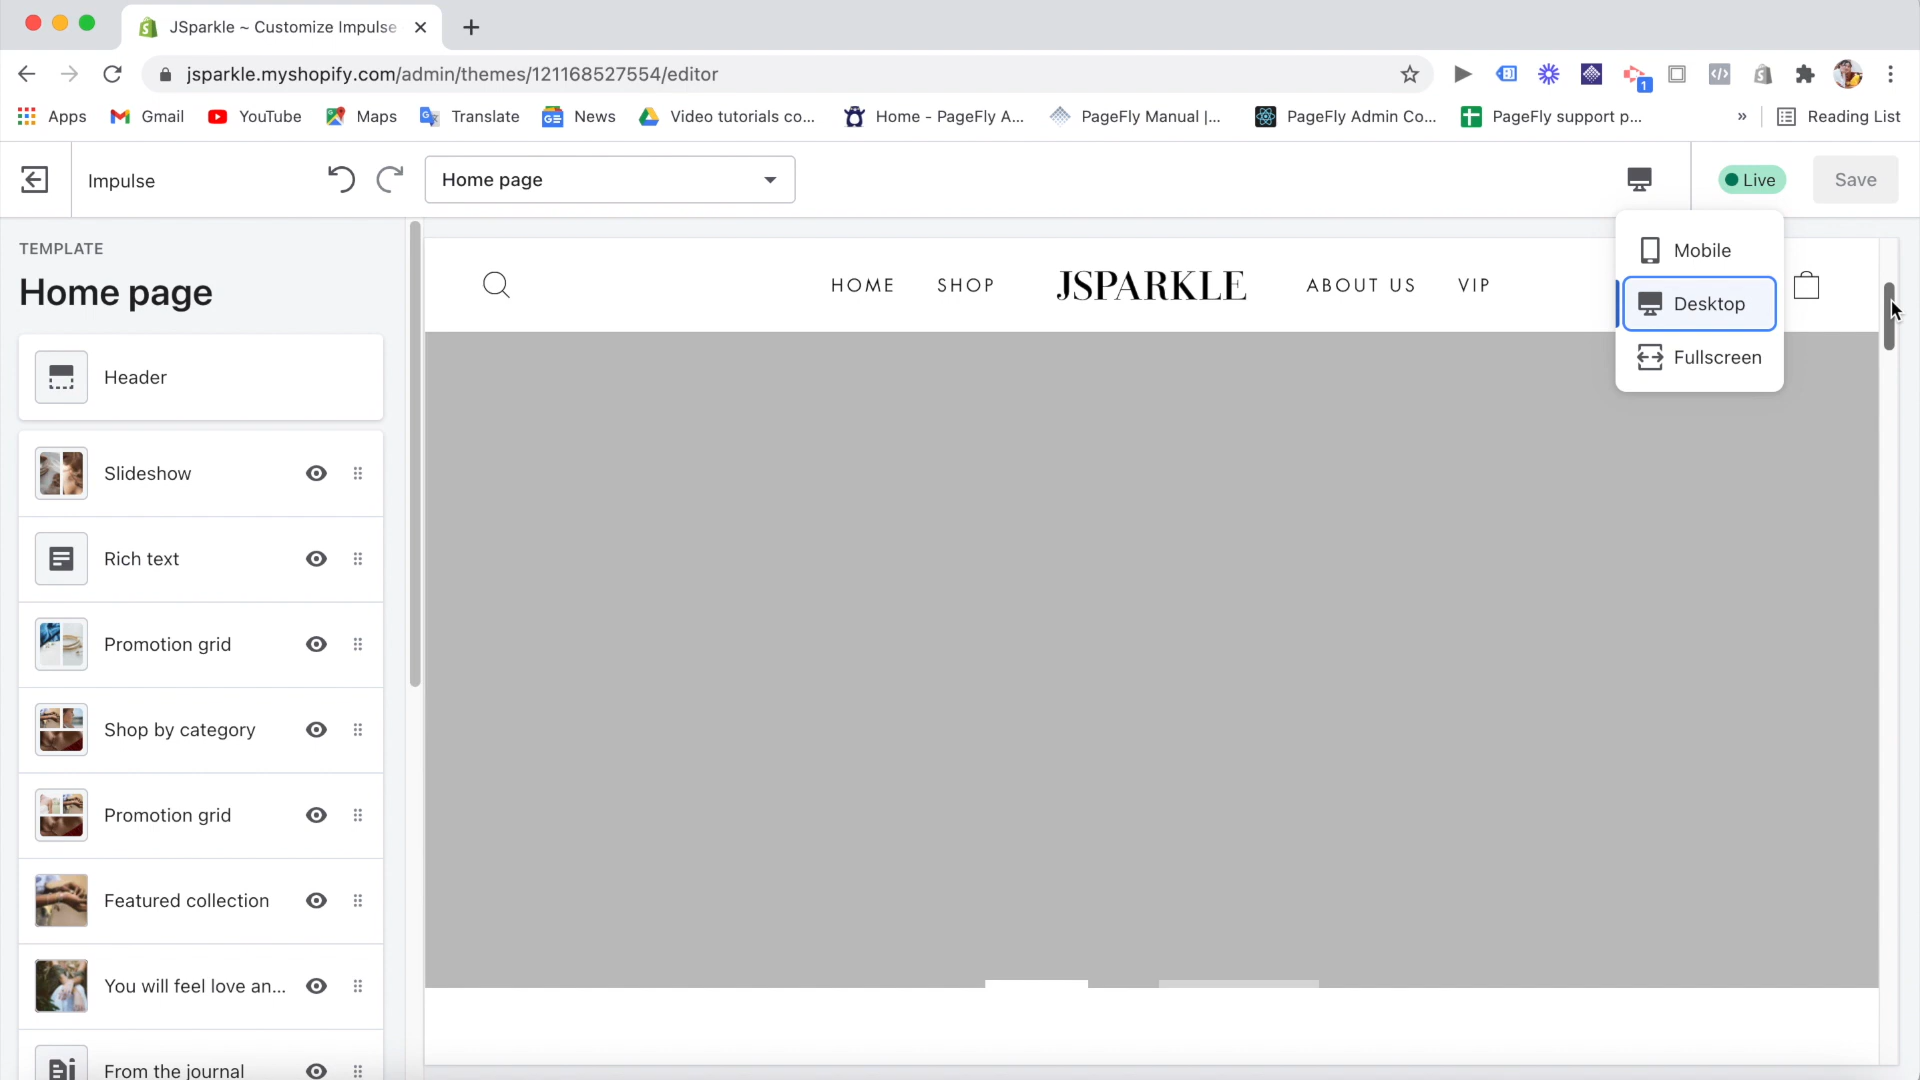 JSparkle ~ Customize Impulse
jsparkle.myshopify.com/admin/themes/121168527554/editor
1
Apps
Gmail
YouTube
Maps
Translate
News
Video tutorials co...
Home - PageFly A...
PageFly Manual |...
PageFly Admin Co...
PageFly support p...
»
Reading List
Impulse
Home page
Live
Save
TEMPLATE
Home page
Header
Slideshow
Rich text
Promotion grid
Shop by category
Promotion grid
Featured collection
You will feel love an...
From the journal
HOME
SHOP
JSPARKLE
ABOUT US
VIP
Mobile
Desktop
Fullscreen